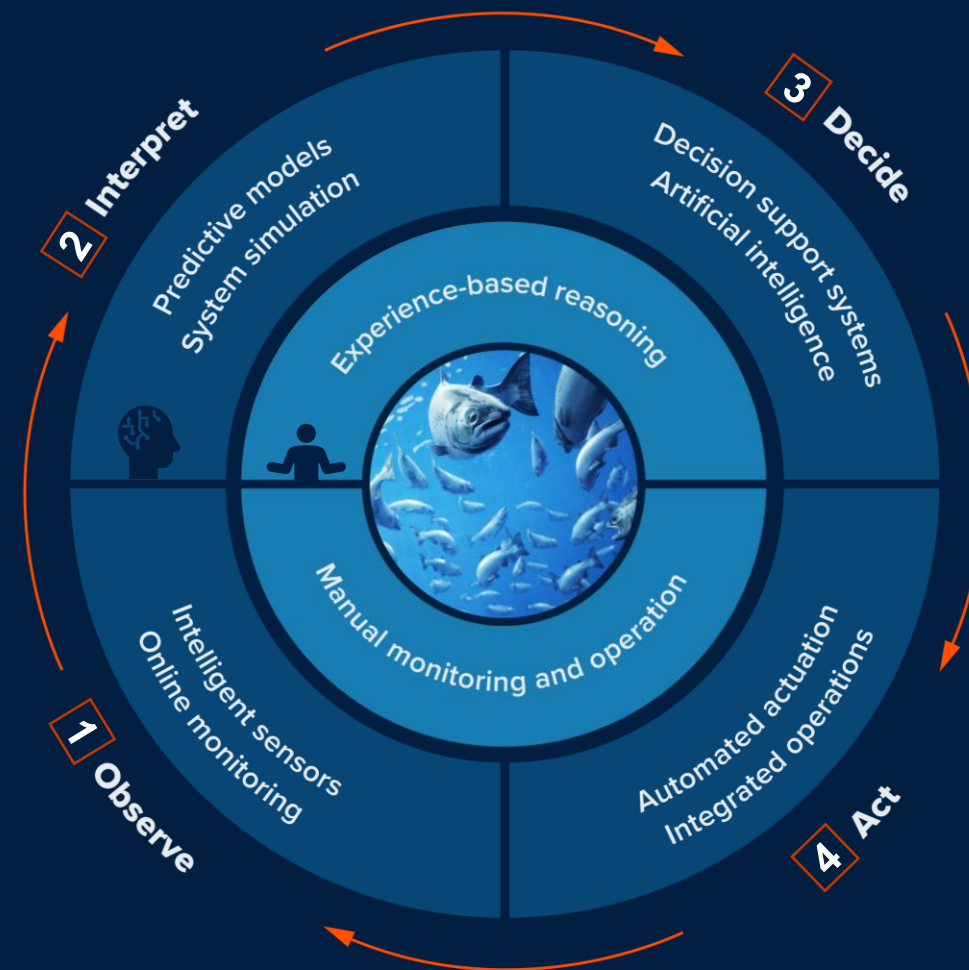 1 Observe
Intelligent sensors
Online monitoring
2 Interpret
Predictive models
System simulation
3 Decide
Decision support systems
Artificial intelligence
4 Act
Automated actuation
Integrated operations
Experience-based reasoning
Manual monitoring and operation